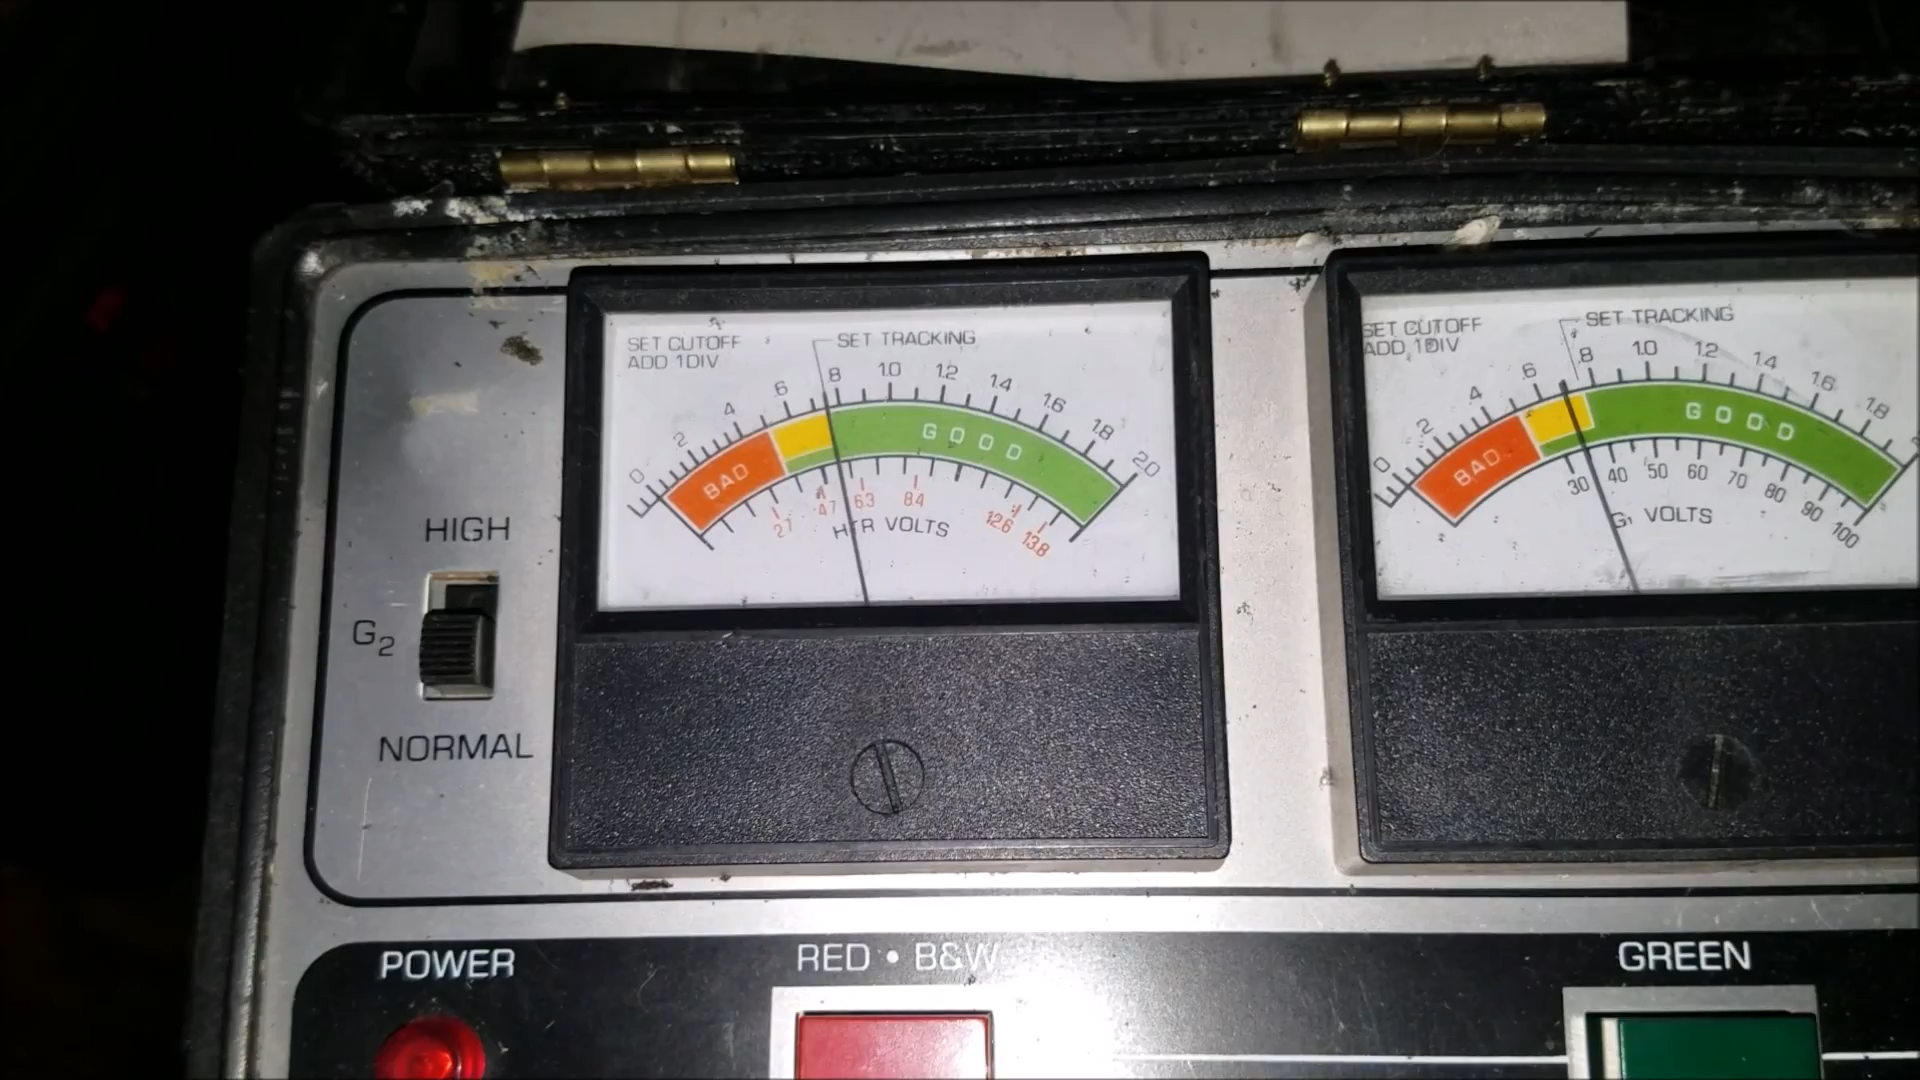 SET CUTOFF
ADD 1DIV
SET TRACKING
0 .2 .4 .6 .8 1.0 1.2 1.4 1.6 1.8 2.0
BAD GOOD
2.7 4.7 6.3 8.4 12.6 13.8
HTR VOLTS
SET CUTOFF
ADD 1DIV
SET TRACKING
0 .2 .4 .6 .8 1.0 1.2 1.4 1.6 1.8
BAD GOOD
30 40 50 60 70 80 90 100
G1 VOLTS
HIGH
G2
NORMAL
POWER
RED • B&W
GREEN